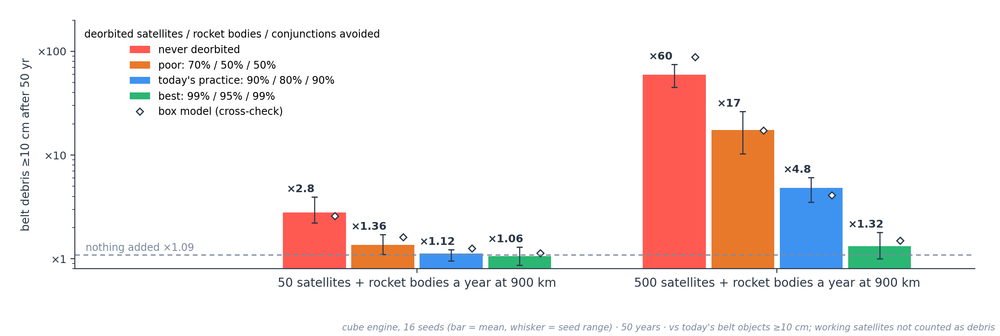 deorbited satellites / rocket bodies / conjunctions avoided
never deorbited
poor: 70% / 50% / 50%
today's practice: 90% / 80% / 90%
best: 99% / 95% / 99%
box model (cross-check)
belt debris ≥10 cm after 50 yr
×100
×10
×1
nothing added ×1.09
×2.8
×1.36
×1.12
×1.06
×60
×17
×4.8
×1.32
50 satellites + rocket bodies a year at 900 km
500 satellites + rocket bodies a year at 900 km
cube engine, 16 seeds (bar = mean, whisker = seed range) · 50 years · vs today's belt objects ≥10 cm; working satellites not counted as debris